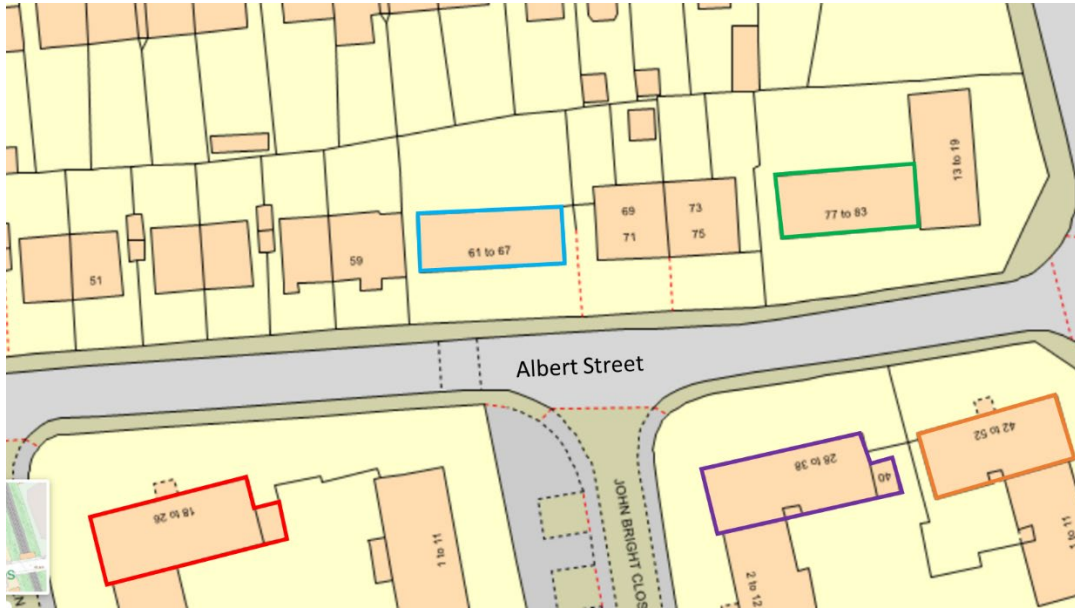 13 to 19
69
73
77 to 83
71
75
61 to 67
59
51
Albert Street
42 to 52
28 to 38
40
18 to 26
JOHN BRIGHT CLOS
1 to 11
1 to 11
2 to 12
S
N